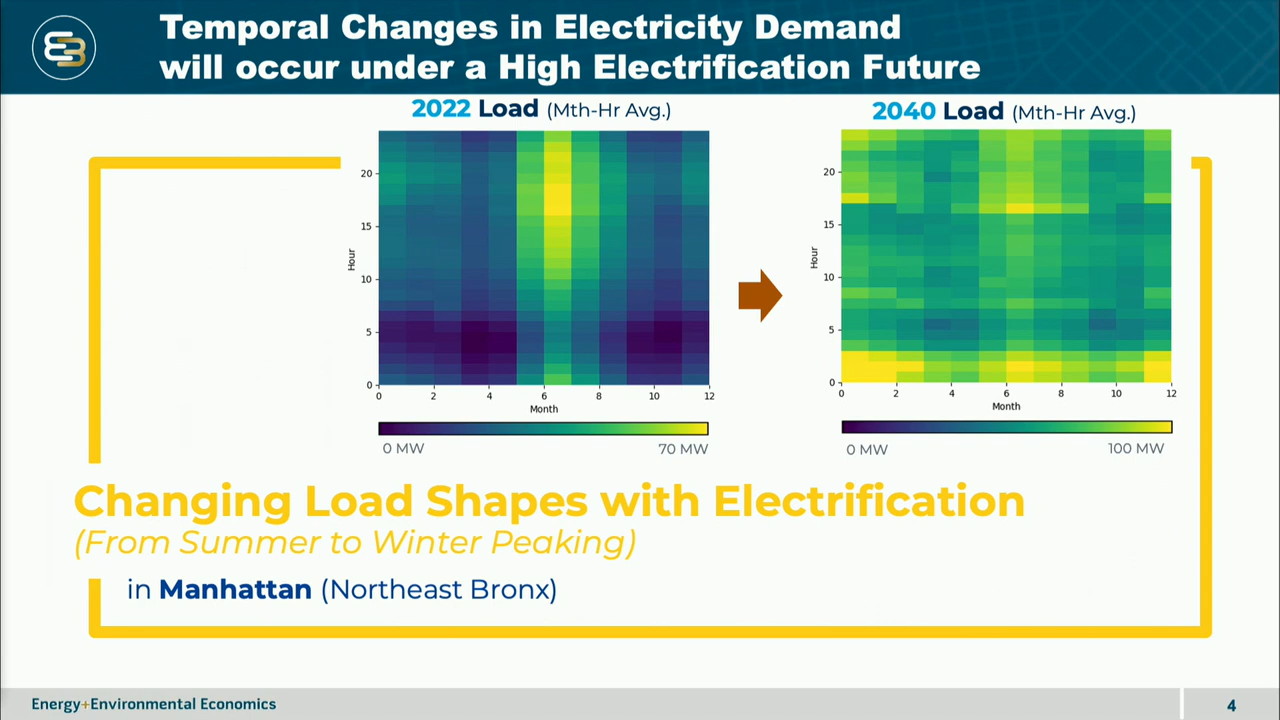 Temporal Changes in Electricity Demand
will occur under a High Electrification Future
2022 Load (Mth-Hr Avg.)
20
15
10
5
0
Hour
0 2 4 6 8 10 12
Month
0 MW 70 MW
2040 Load (Mth-Hr Avg.)
20
15
10
5
0
Hour
0 2 4 6 8 10 12
Month
0 MW 100 MW
Changing Load Shapes with Electrification
(From Summer to Winter Peaking)
in Manhattan (Northeast Bronx)
Energy+Environmental Economics
4